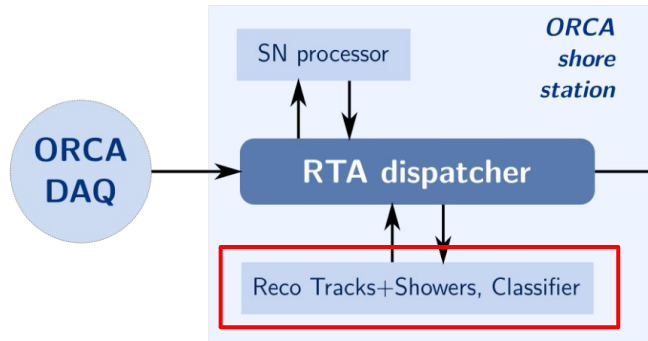 ORCA
shore
station
SN processor
ORCA
DAQ
RTA dispatcher
Reco Tracks+Showers, Classifier